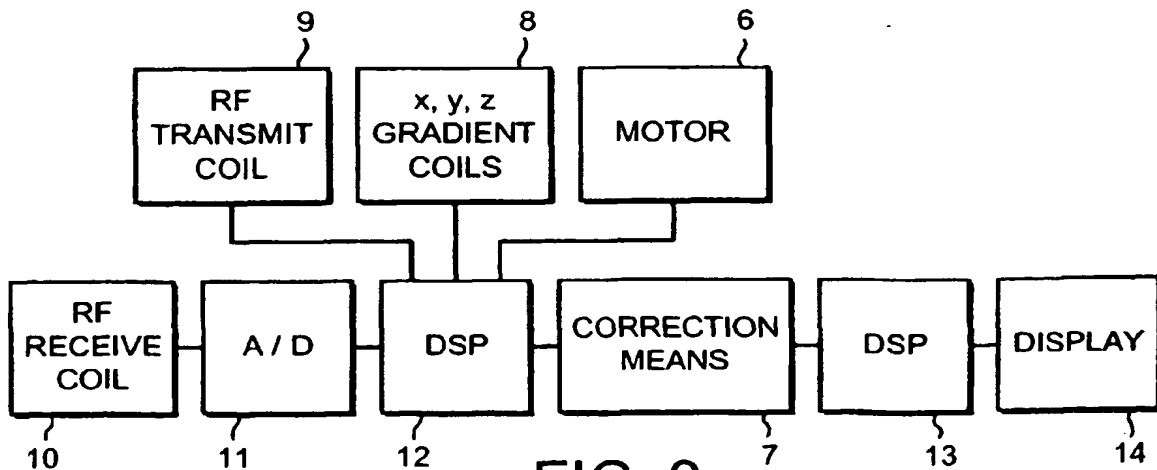 9
8
6
RF
TRANSMIT
COIL
x, y, z
GRADIENT
COILS
MOTOR
RF
RECEIVE
COIL
A / D
DSP
CORRECTION
MEANS
DSP
DISPLAY
10
11
12
7
13
14